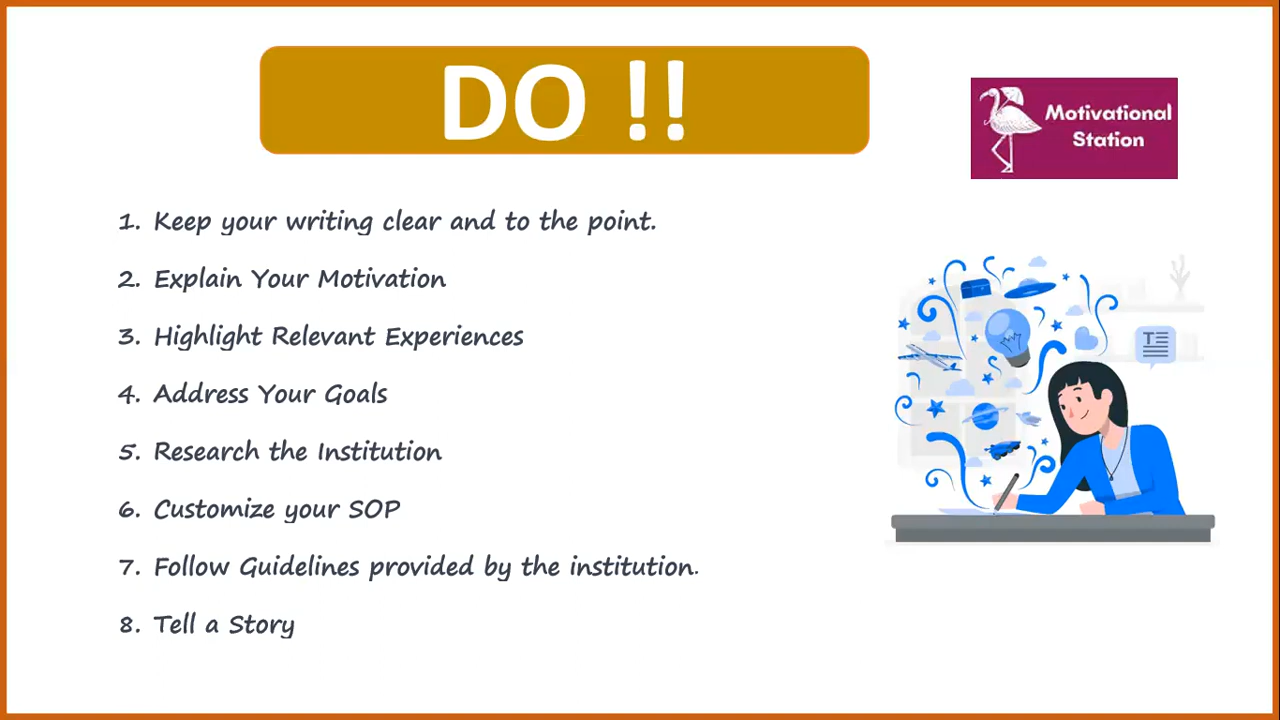 DO !!
Motivational
Station
1. Keep your writing clear and to the point.
2. Explain Your Motivation
3. Highlight Relevant Experiences
4. Address Your Goals
5. Research the Institution
6. Customize your SOP
7. Follow Guidelines provided by the institution.
8. Tell a Story
T